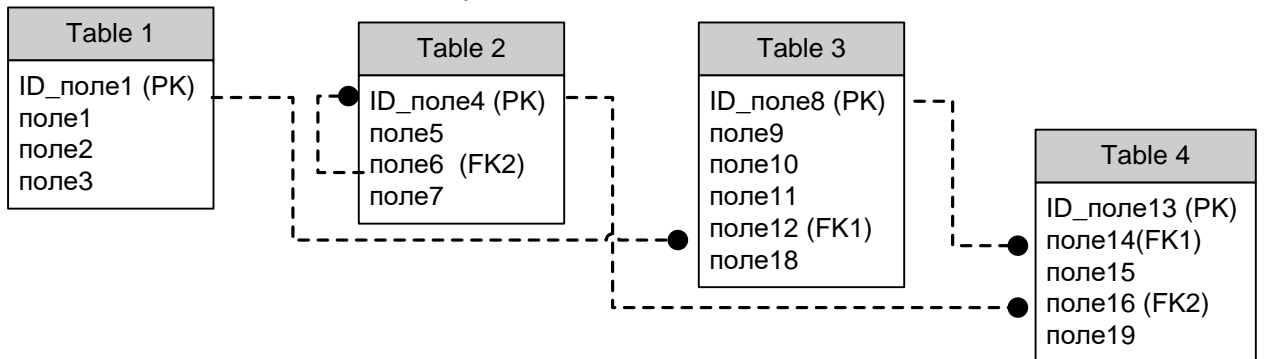 Table 1
ID_поле1 (PK)
поле1
поле2
поле3
Table 2
ID_поле4 (PK)
поле5
поле6 (FK2)
поле7
Table 3
ID_поле8 (PK)
поле9
поле10
поле11
поле12 (FK1)
поле18
Table 4
ID_поле13 (PK)
поле14(FK1)
поле15
поле16 (FK2)
поле19